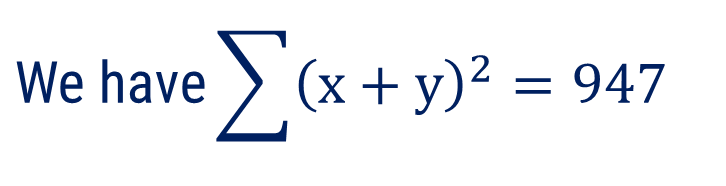 We have ∑(x + y)² = 947